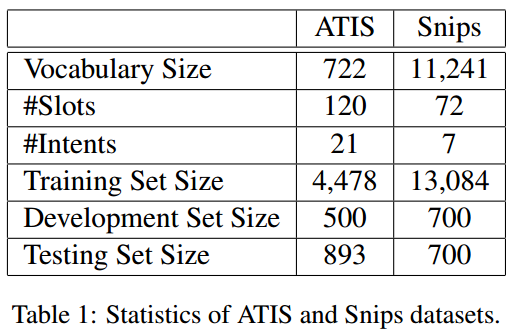 ATIS Snips
Vocabulary Size 722 11,241
#Slots 120 72
#Intents 21 7
Training Set Size 4,478 13,084
Development Set Size 500 700
Testing Set Size 893 700
Table 1: Statistics of ATIS and Snips datasets.